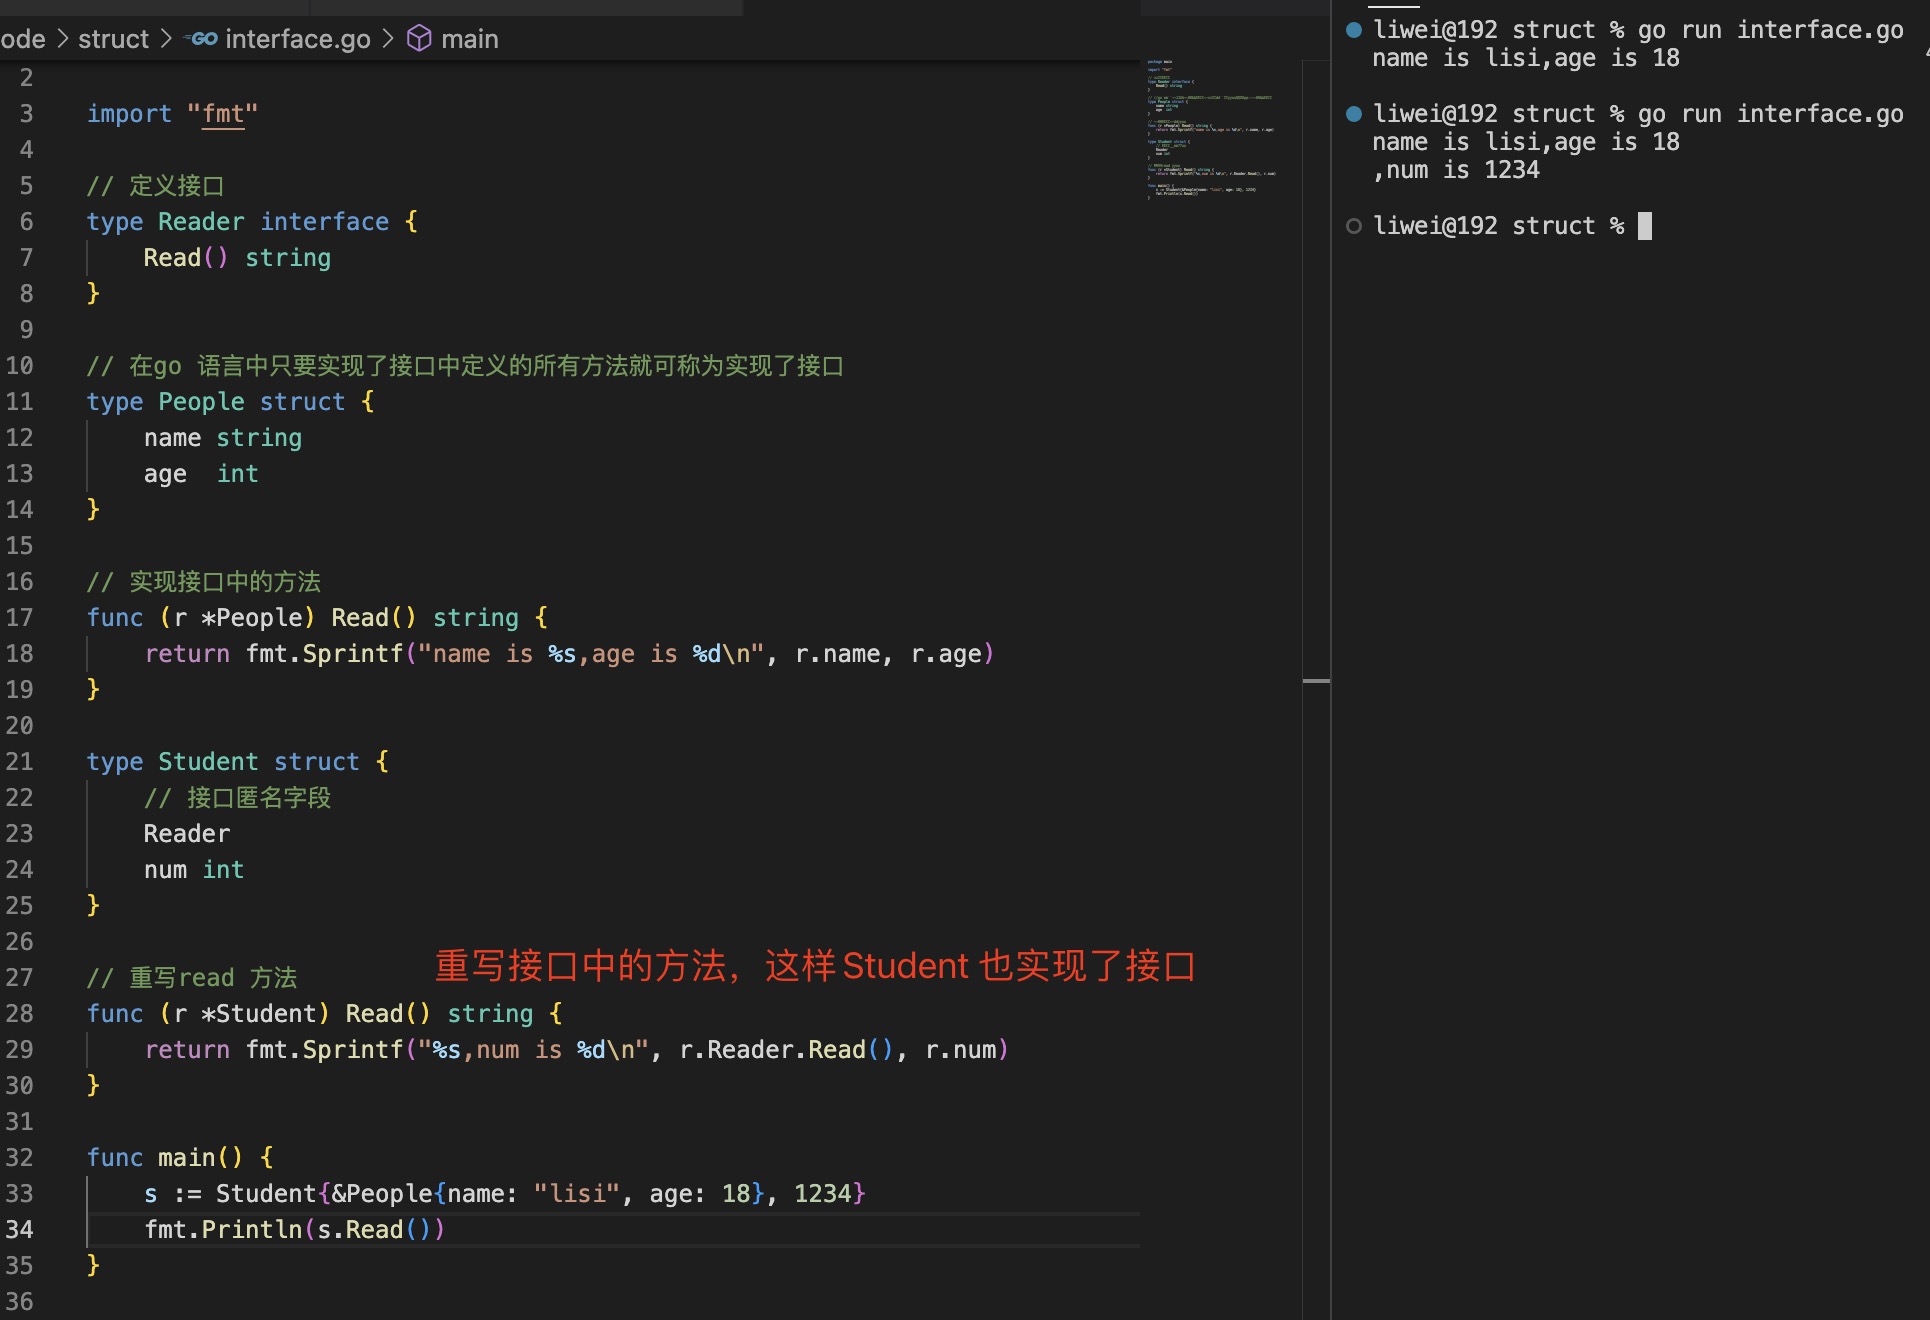 ode > struct > GO interface.go > main
2
3 import "fmt"
4
5 // 定义接口
6 type Reader interface {
7 Read() string
8 }
9
10 // 在go 语言中只要实现了接口中定义的所有方法就可称为实现了接口
11 type People struct {
12 name string
13 age  int
14 }
15
16 // 实现接口中的方法
17 func (r *People) Read() string {
18 return fmt.Sprintf("name is %s,age is %d\n", r.name, r.age)
19 }
20
21 type Student struct {
22 // 接口匿名字段
23 Reader
24 num int
25 }
26
重写接口中的方法，这样Student 也实现了接口
27 // 重写read 方法
28 func (r *Student) Read() string {
29 return fmt.Sprintf("%s,num is %d\n", r.Reader.Read(), r.num)
30 }
31
32 func main() {
33 s := Student{&People{name: "lisi", age: 18}, 1234}
34 fmt.Println(s.Read())
35 }
36
liwei@192 struct % go run interface.go
name is lisi,age is 18
liwei@192 struct % go run interface.go
name is lisi,age is 18
,num is 1234
liwei@192 struct %